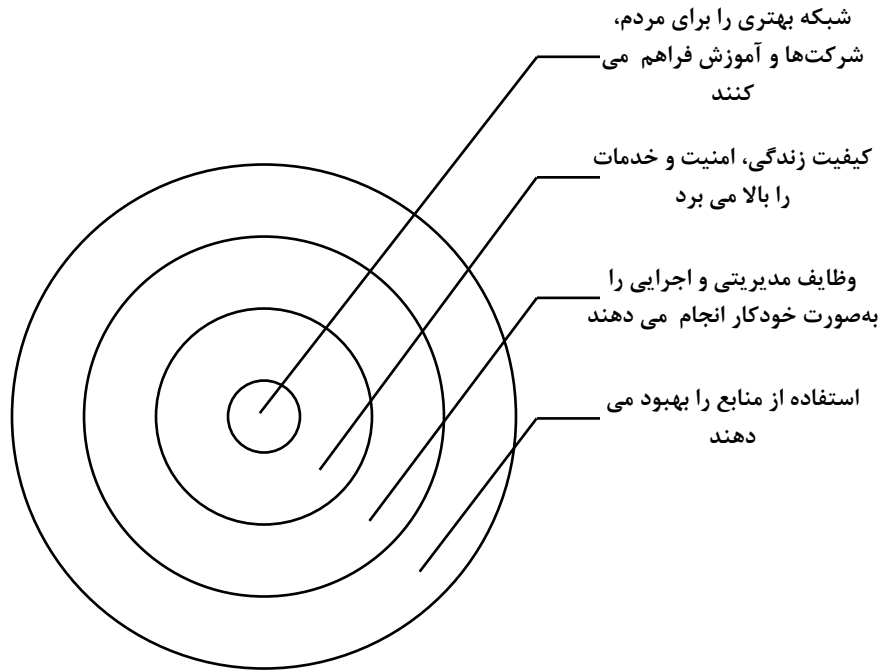 شبکه بهتری را برای مردم،
شرکت‌ها و آموزش فراهم می
کنند
کیفیت زندگی، امنیت و خدمات
را بالا می برد
وظایف مدیریتی و اجرایی را
به‌صورت خودکار انجام می دهند
استفاده از منابع را بهبود می
دهند